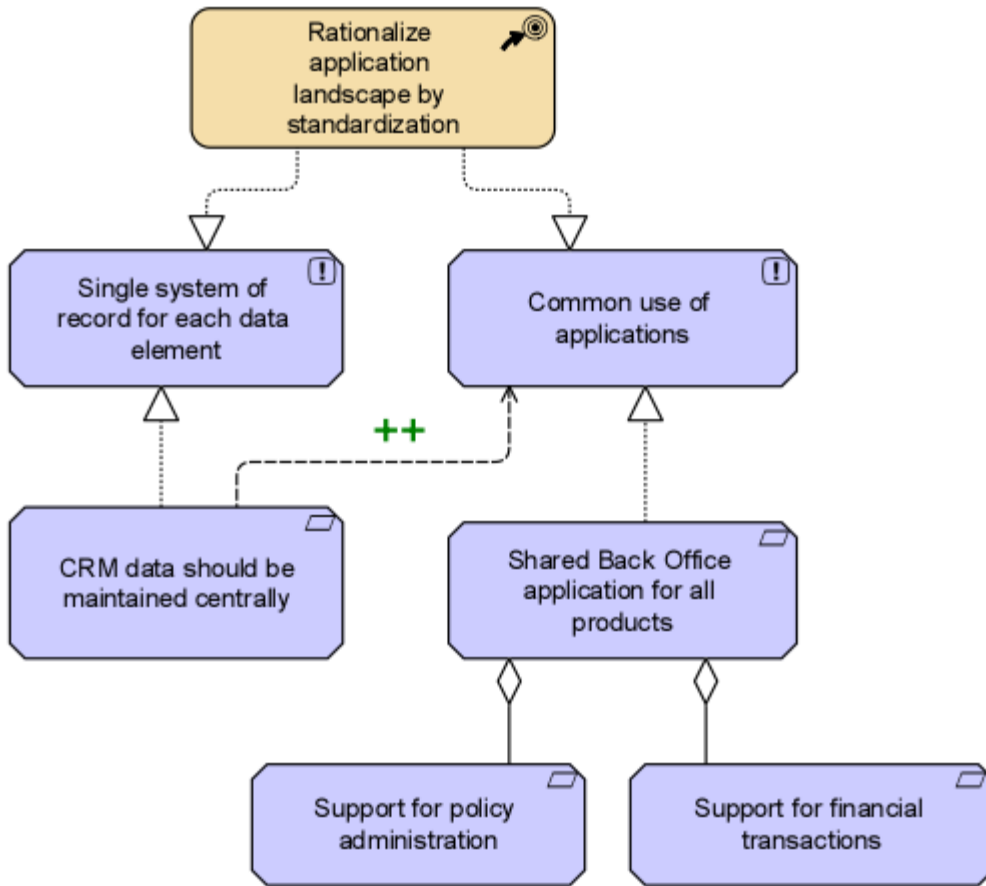 Rationalize
application
landscape by
standardization
Single system of
record for each data
element
Common use of
applications
++
CRM data should be
maintained centrally
Shared Back Office
application for all
products
Support for policy
administration
Support for financial
transactions